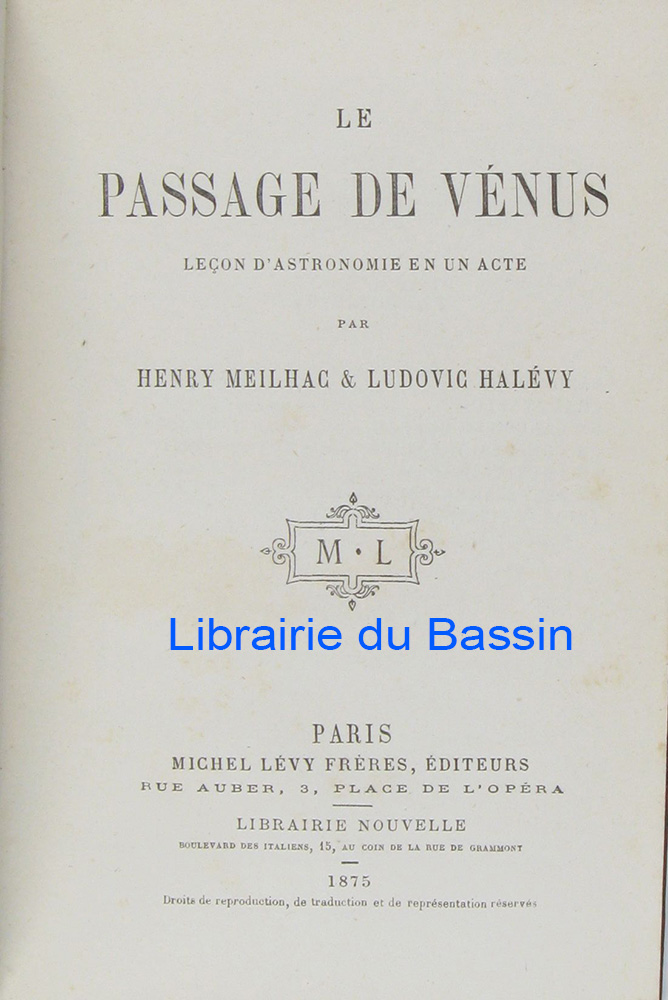 LE
PASSAGE DE VÉNUS
LEÇON D'ASTRONOMIE EN UN ACTE
PAR
HENRY MEILHAC & LUDOVIC HALÉVY
M · L
Librairie du Bassin
PARIS
MICHEL LÉVY FRÈRES, ÉDITEURS
RUE AUBER, 3, PLACE DE L'OPÉRA
LIBRAIRIE NOUVELLE
BOULEVARD DES ITALIENS, 15, AU COIN DE LA RUE DE GRAMMONT
1875
Droits de reproduction, de traduction et de représentation réservés